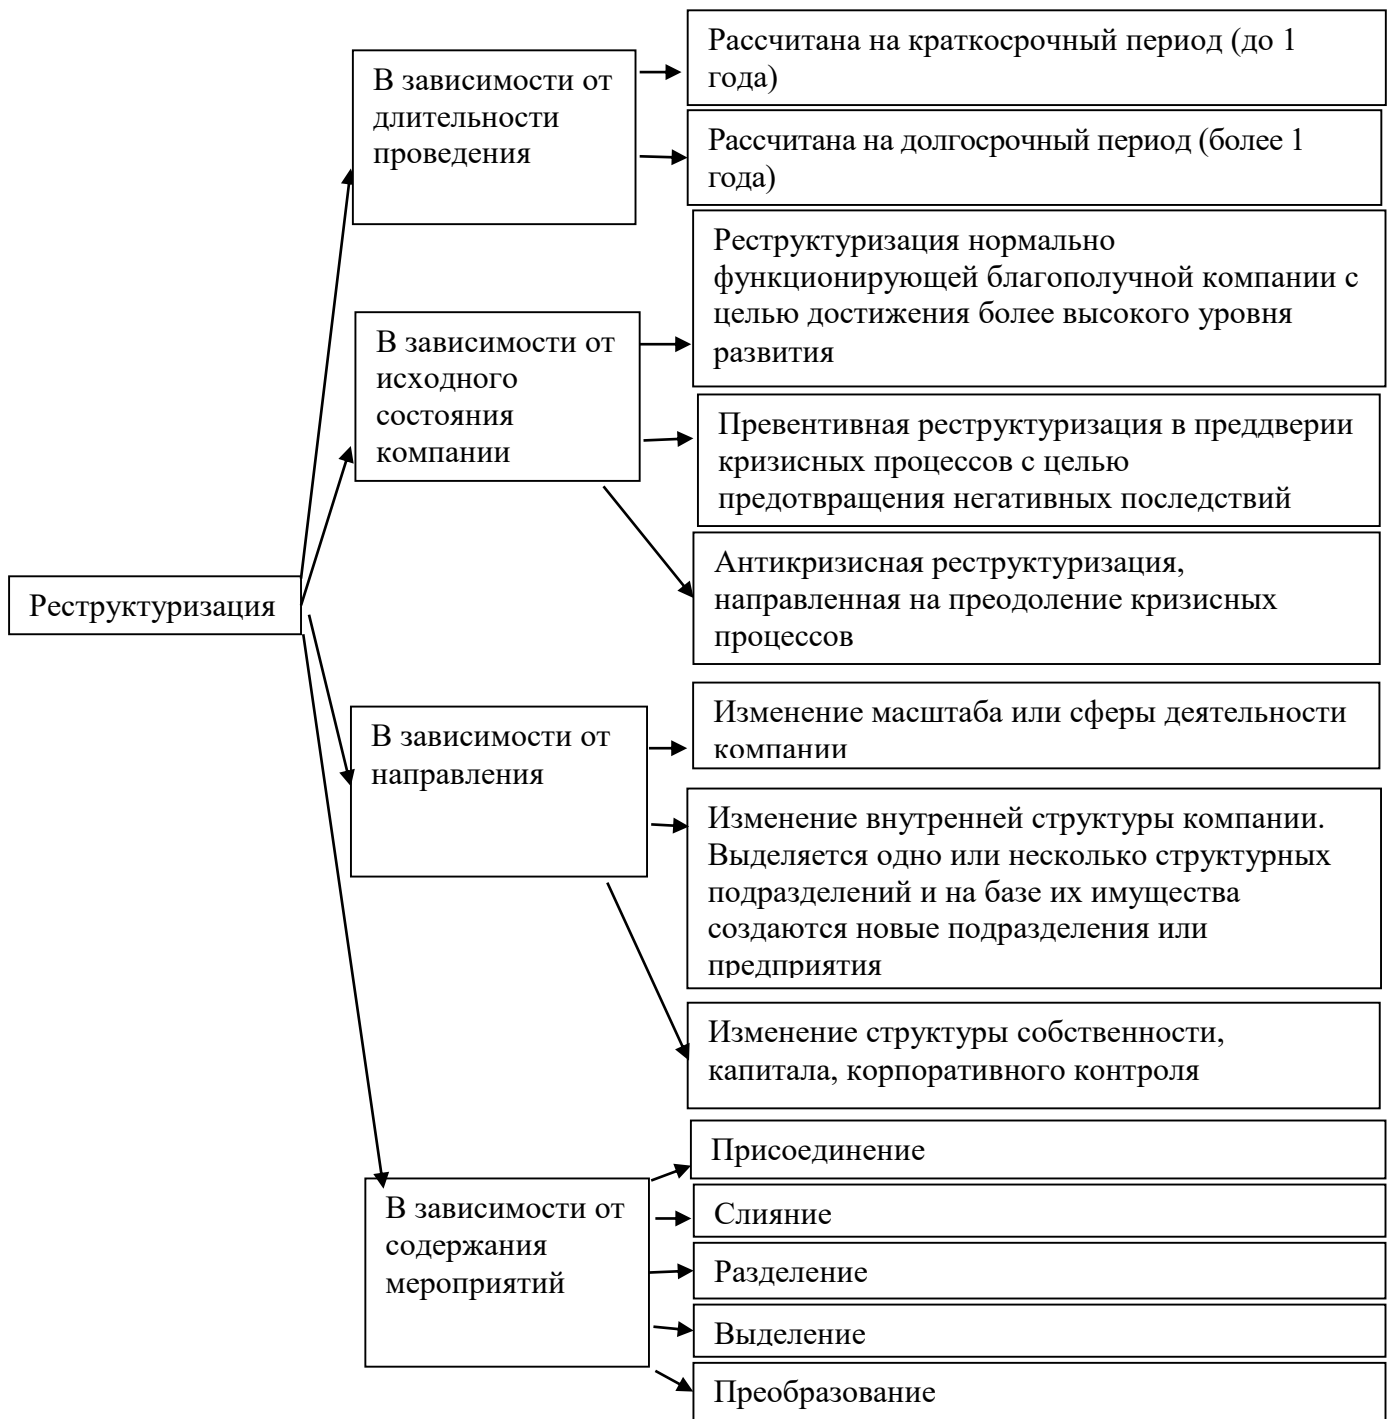 Реструктуризация
В зависимости от
длительности
проведения
Рассчитана на краткосрочный период (до 1
года)
Рассчитана на долгосрочный период (более 1
года)
В зависимости от
исходного
состояния
компании
Реструктуризация нормально
функционирующей благополучной компании с
целью достижения более высокого уровня
развития
Превентивная реструктуризация в преддверии
кризисных процессов с целью
предотвращения негативных последствий
Антикризисная реструктуризация,
направленная на преодоление кризисных
процессов
В зависимости от
направления
Изменение масштаба или сферы деятельности
компании
Изменение внутренней структуры компании.
Выделяется одно или несколько структурных
подразделений и на базе их имущества
создаются новые подразделения или
предприятия
Изменение структуры собственности,
капитала, корпоративного контроля
В зависимости от
содержания
мероприятий
Присоединение
Слияние
Разделение
Выделение
Преобразование